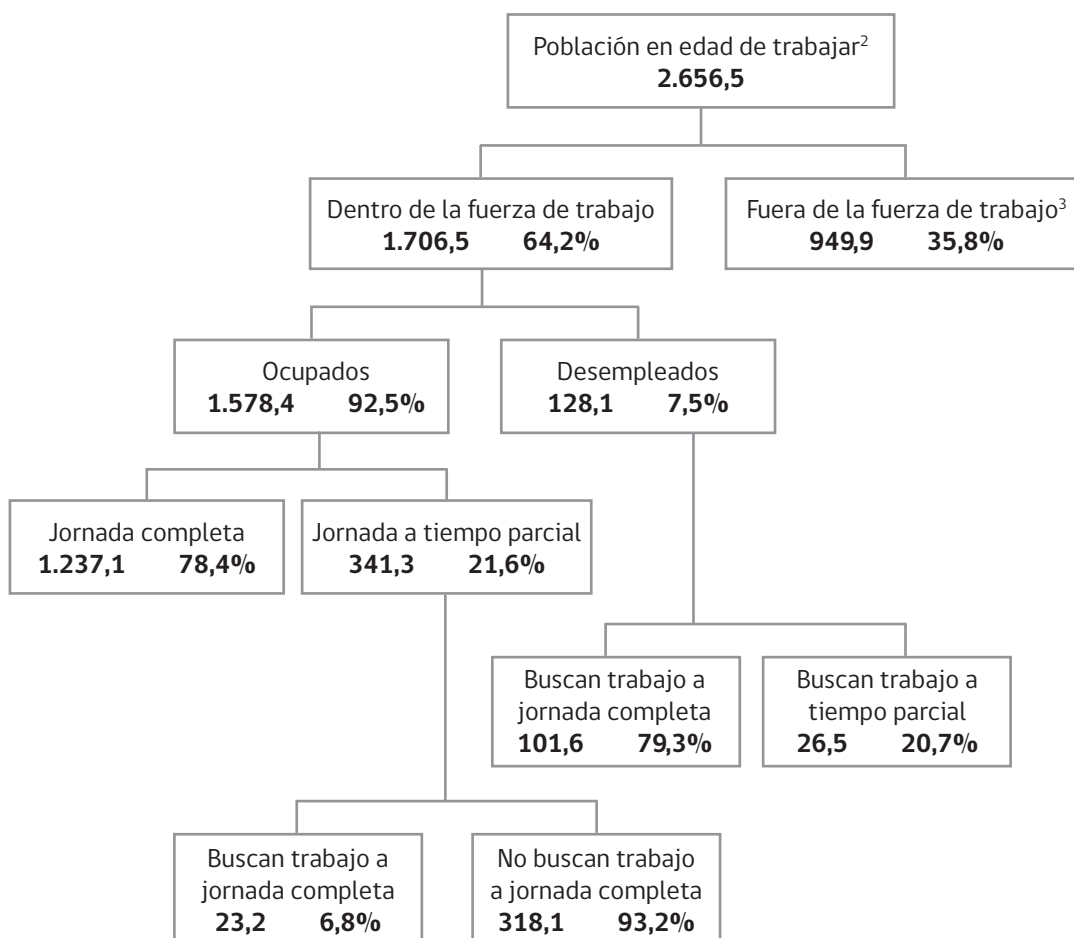 Población en edad de trabajar²
2.656,5
Dentro de la fuerza de trabajo
1.706,5 64,2%
Fuera de la fuerza de trabajo³
949,9 35,8%
Ocupados
1.578,4 92,5%
Desempleados
128,1 7,5%
Jornada completa
1.237,1 78,4%
Jornada a tiempo parcial
341,3 21,6%
Buscan trabajo a
jornada completa
101,6 79,3%
Buscan trabajo a
tiempo parcial
26,5 20,7%
Buscan trabajo a
jornada completa
23,2 6,8%
No buscan trabajo
a jornada completa
318,1 93,2%